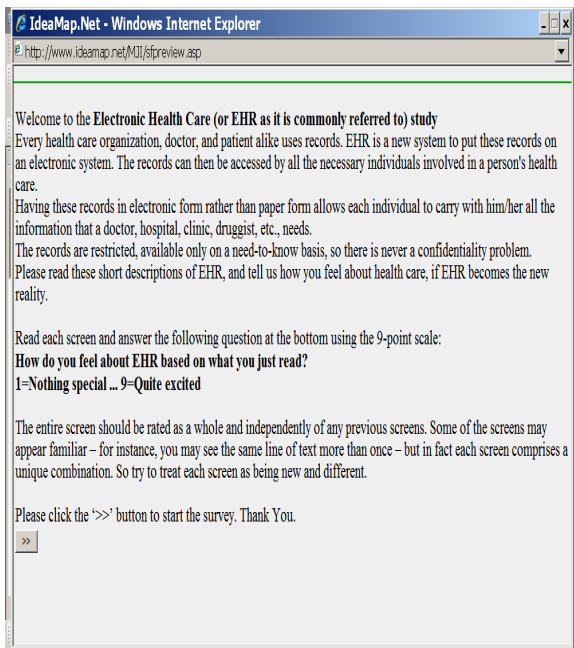 IdeaMap.Net - Windows Internet Explorer
http://www.ideamap.net/MJI/sfpreview.asp
Welcome to the Electronic Health Care (or EHR as it is commonly referred to) study
Every health care organization, doctor, and patient alike uses records. EHR is a new system to put these records on
an electronic system. The records can then be accessed by all the necessary individuals involved in a person's health
care.
Having these records in electronic form rather than paper form allows each individual to carry with him/her all the
information that a doctor, hospital, clinic, druggist, etc., needs.
The records are restricted, available only on a need-to-know basis, so there is never a confidentiality problem.
Please read these short descriptions of EHR, and tell us how you feel about health care, if EHR becomes the new
reality.
Read each screen and answer the following question at the bottom using the 9-point scale:
How do you feel about EHR based on what you just read?
1=Nothing special ... 9=Quite excited
The entire screen should be rated as a whole and independently of any previous screens. Some of the screens may
appear familiar – for instance, you may see the same line of text more than once – but in fact each screen comprises a
unique combination. So try to treat each screen as being new and different.
Please click the ‘>>’ button to start the survey. Thank You.
>>